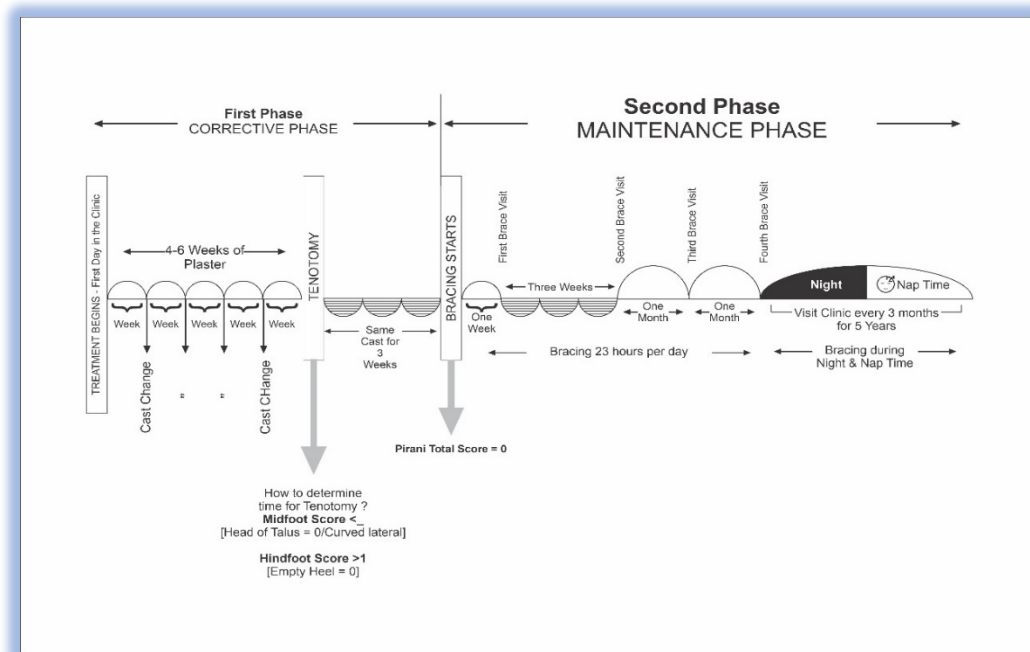 First Phase
CORRECTIVE PHASE
Second Phase
MAINTENANCE PHASE
TREATMENT BEGINS - First Day in the Clinic
4-6 Weeks of
Plaster
Week
Week
Week
Week
Week
Cast Change
"
"
Cast CHange
TENOTOMY
Same
Cast for
3
Weeks
BRACING STARTS
One
Week
First Brace Visit
Three Weeks
Second Brace Visit
One
Month
Third Brace Visit
One
Month
Fourth Brace Visit
Night
Nap Time
Visit Clinic every 3 months
for 5 Years
Bracing 23 hours per day
Bracing during
Night & Nap Time
Pirani Total Score = 0
How to determine
time for Tenotomy ?
Midfoot Score <_
[Head of Talus = 0/Curved lateral]
Hindfoot Score >1
[Empty Heel = 0]